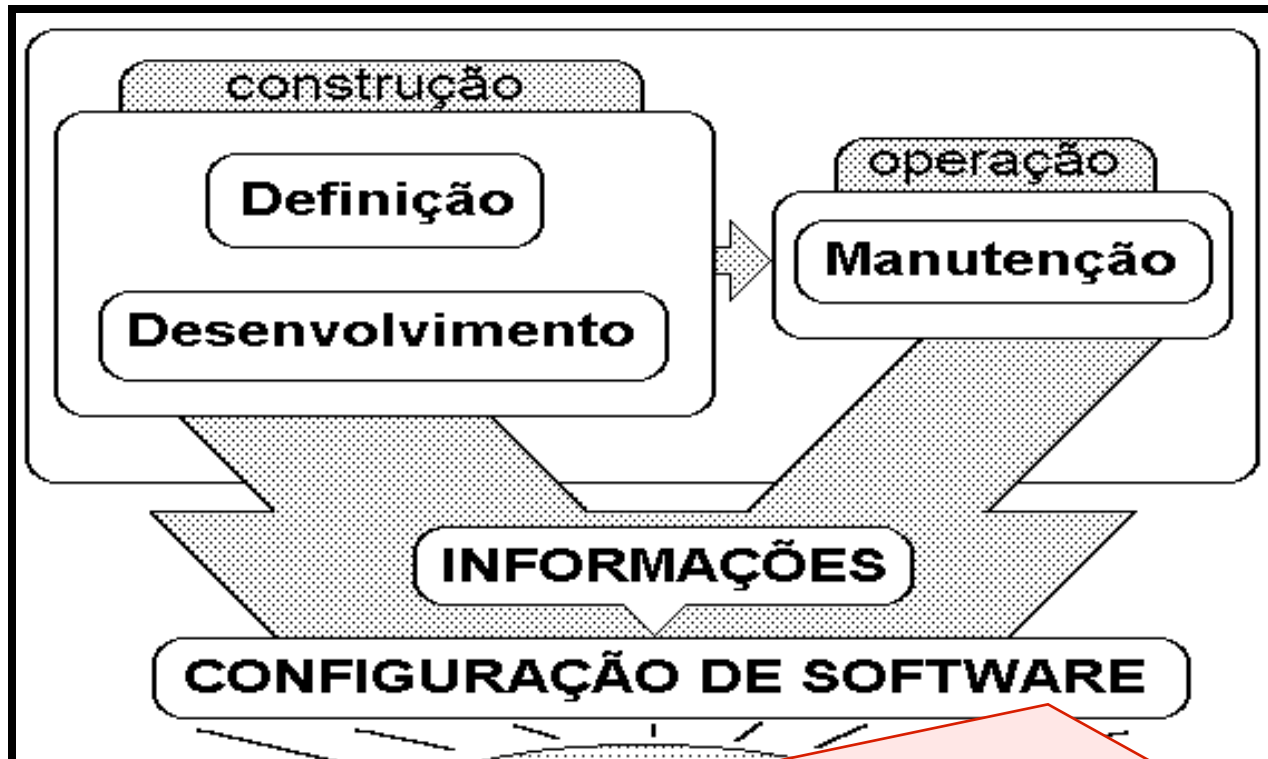 construção
Definição
Desenvolvimento
operação
Manutenção
INFORMAÇÕES
CONFIGURAÇÃO DE SOFTWARE